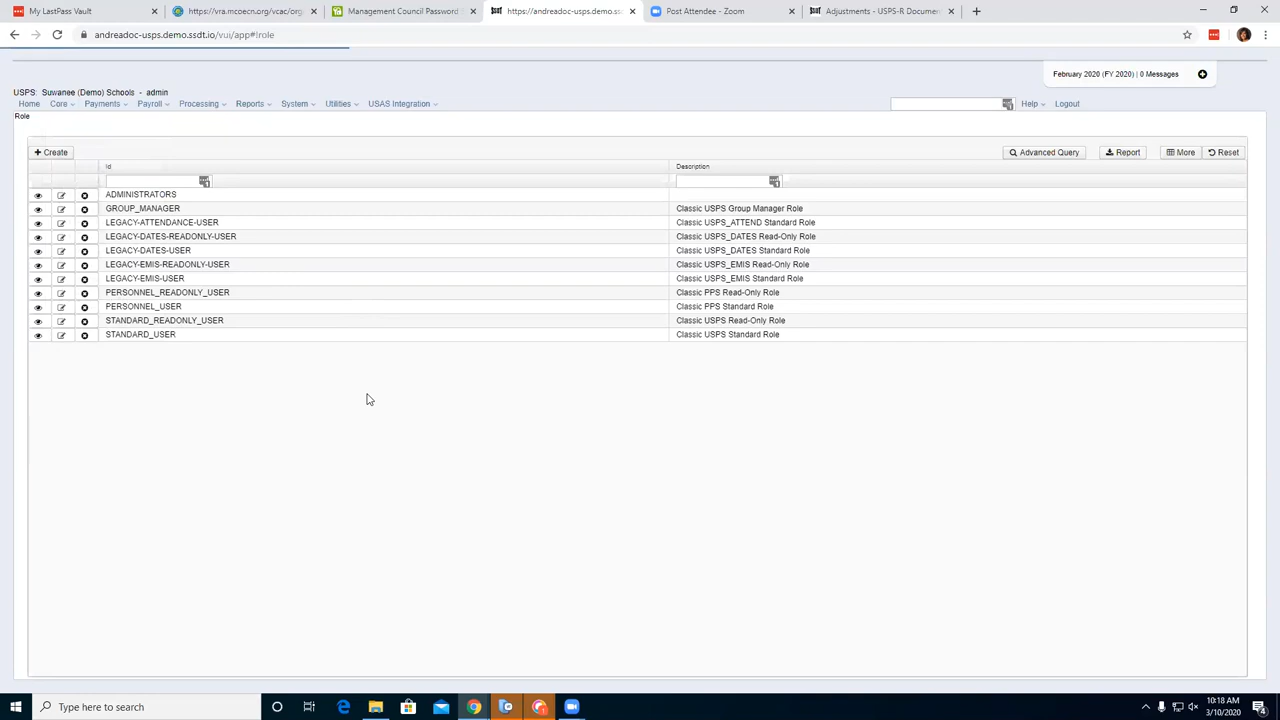 My LastPass Vault
https://vra.mcoecn.org/vce/org
Management Council Password
https://andreadoc-usps.demo.ss
Post Attendee - Zoom
Adjustments - USPS-R Documen
andreadoc-usps.demo.ssdt.io/vui/app#!role
February 2020 (FY 2020) | 0 Messages
USPS: Suwanee (Demo) Schools - admin
Home Core Payments Payroll Processing Reports System Utilities USAS Integration Help Logout
Role
+ Create Advanced Query Report More Reset
Id Description
ADMINISTRATORS
GROUP_MANAGER Classic USPS Group Manager Role
LEGACY-ATTENDANCE-USER Classic USPS_ATTEND Standard Role
LEGACY-DATES-READONLY-USER Classic USPS_DATES Read-Only Role
LEGACY-DATES-USER Classic USPS_DATES Standard Role
LEGACY-EMIS-READONLY-USER Classic USPS_EMIS Read-Only Role
LEGACY-EMIS-USER Classic USPS_EMIS Standard Role
PERSONNEL_READONLY_USER Classic PPS Read-Only Role
PERSONNEL_USER Classic PPS Standard Role
STANDARD_READONLY_USER Classic USPS Read-Only Role
STANDARD_USER Classic USPS Standard Role
Type here to search
10:18 AM
3/10/2020
4